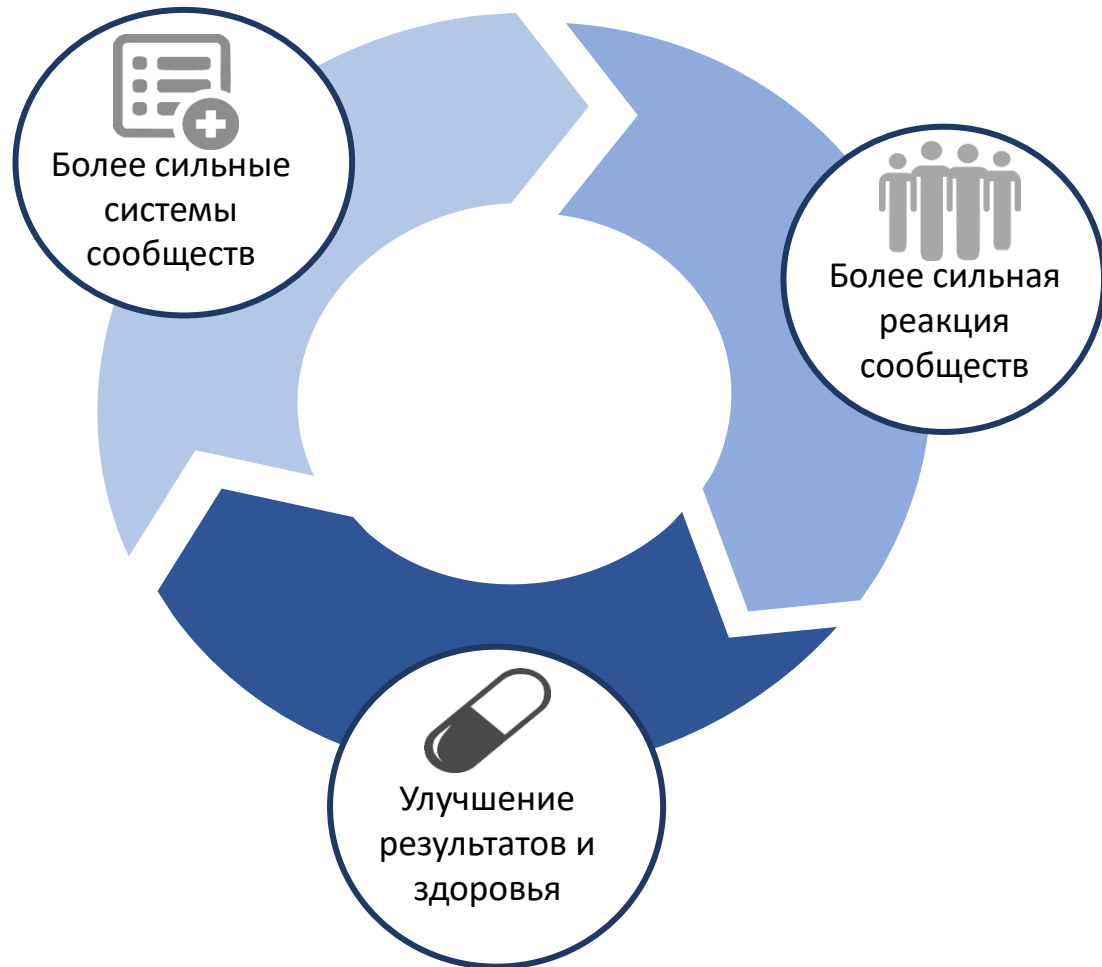 Более сильные
системы
сообществ
Более сильная
реакция
сообществ
Улучшение
результатов и
здоровья